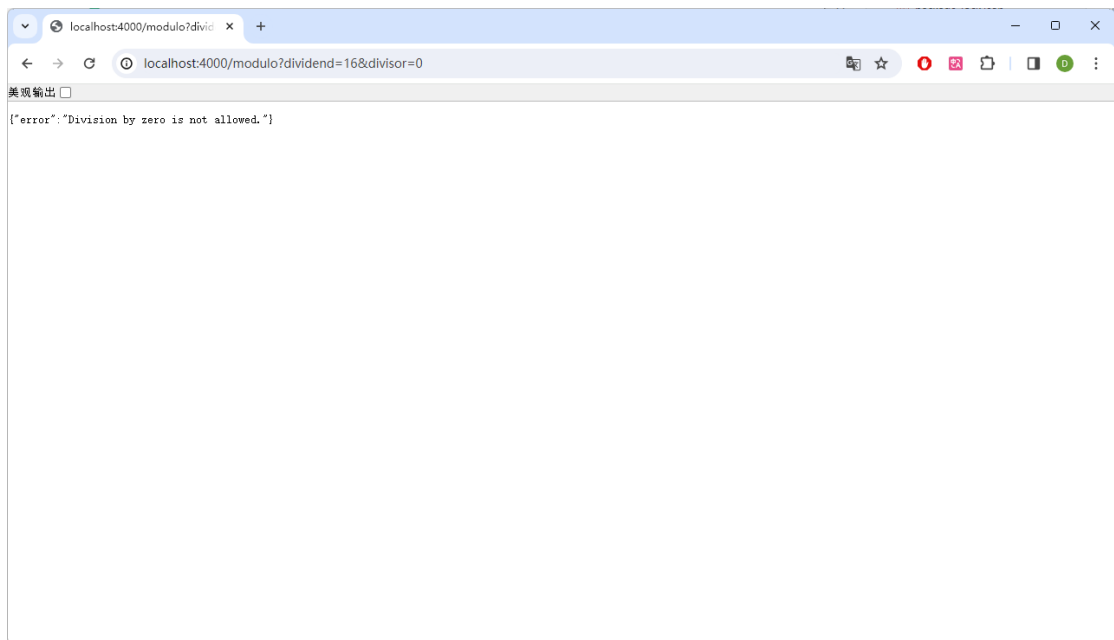 localhost:4000/modulo?divid
localhost:4000/modulo?dividend=16&divisor=0
D
美观输出
{"error":"Division by zero is not allowed."}